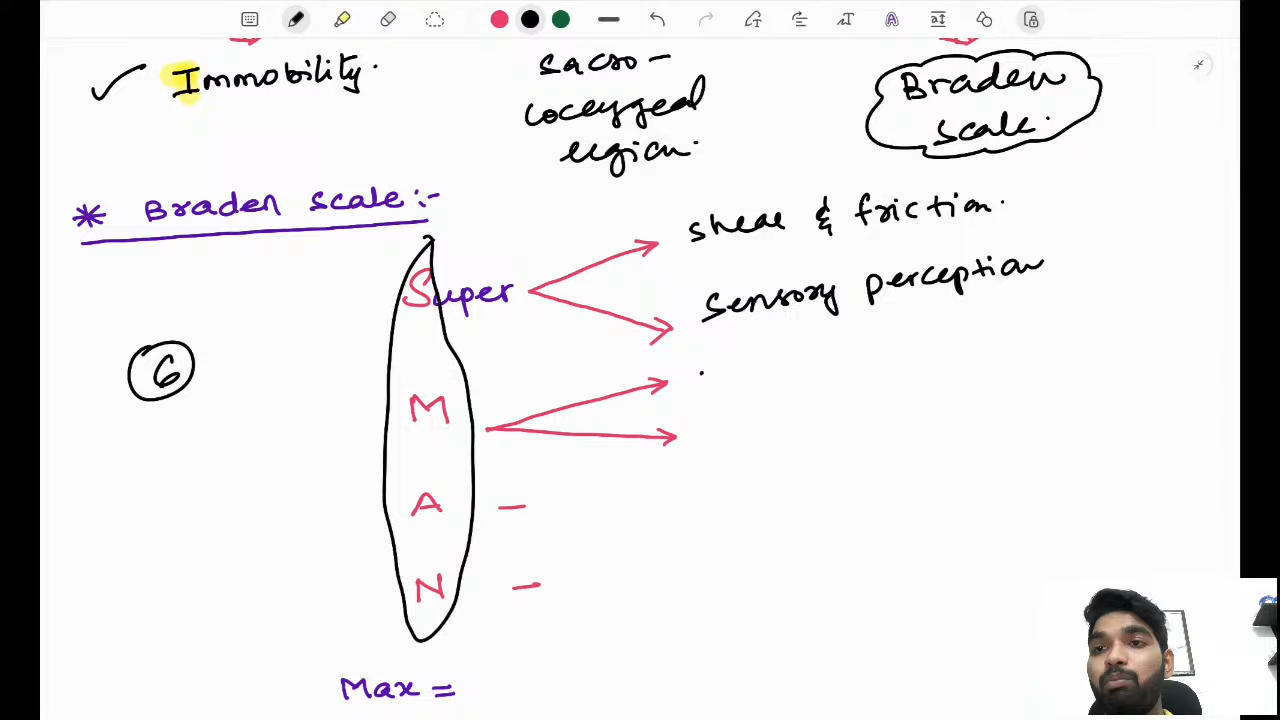 Immobility.
sacro-
coccygeal
region.
Braden
scale.
* Braden scale:-
shear & friction.
Super
sensory perception
6
M
A -
N -
Max =